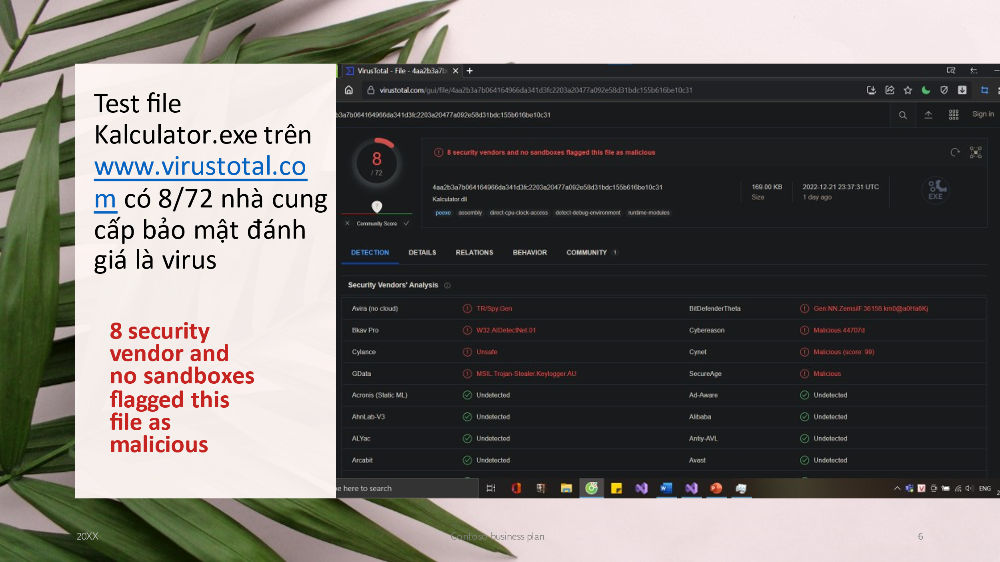 Test file
Kalculator.exe trên
www.virustotal.co
m có 8/72 nhà cung
cấp bảo mật đánh
giá là virus
8 security
vendor and
no sandboxes
flagged this
file as
malicious
VirusTotal - File - 4aa2b3a7b
virustotal.com/gui/file/4aa2b3a7b064164966da341d3fc2203a20477a092e58d31bdc155b616be10c31
b3a7b064164966da341d3fc2203a20477a092e58d31bdc155b616be10c31
Sign in
8
/ 72
8 security vendors and no sandboxes flagged this file as malicious
4aa2b3a7b064164966da341d3fc2203a20477a092e58d31bdc155b616be10c31
Kalculator.dll
169.00 KB
Size
2022-12-21 23:37:31 UTC
1 day ago
EXE
peexe assembly direct-cpu-clock-access detect-debug-environment runtime-modules
? 
Community Score
DETECTION DETAILS RELATIONS BEHAVIOR COMMUNITY 1
Security Vendors' Analysis
Avira (no cloud) TR/Spy.Gen BitDefenderTheta Gen:NN.ZemsilF.36158.km0@a0Ha6Kj
Bkav Pro W32.AIDetectNet.01 Cybereason Malicious.44707d
Cylance Unsafe Cynet Malicious (score: 99)
GData MSIL.Trojan-Stealer.Keylogger.AU SecureAge Malicious
Acronis (Static ML) Undetected Ad-Aware Undetected
AhnLab-V3 Undetected Alibaba Undetected
ALYac Undetected Antiy-AVL Undetected
Arcabit Undetected Avast Undetected
e here to search
ENG
20XX
Contoso business plan
6